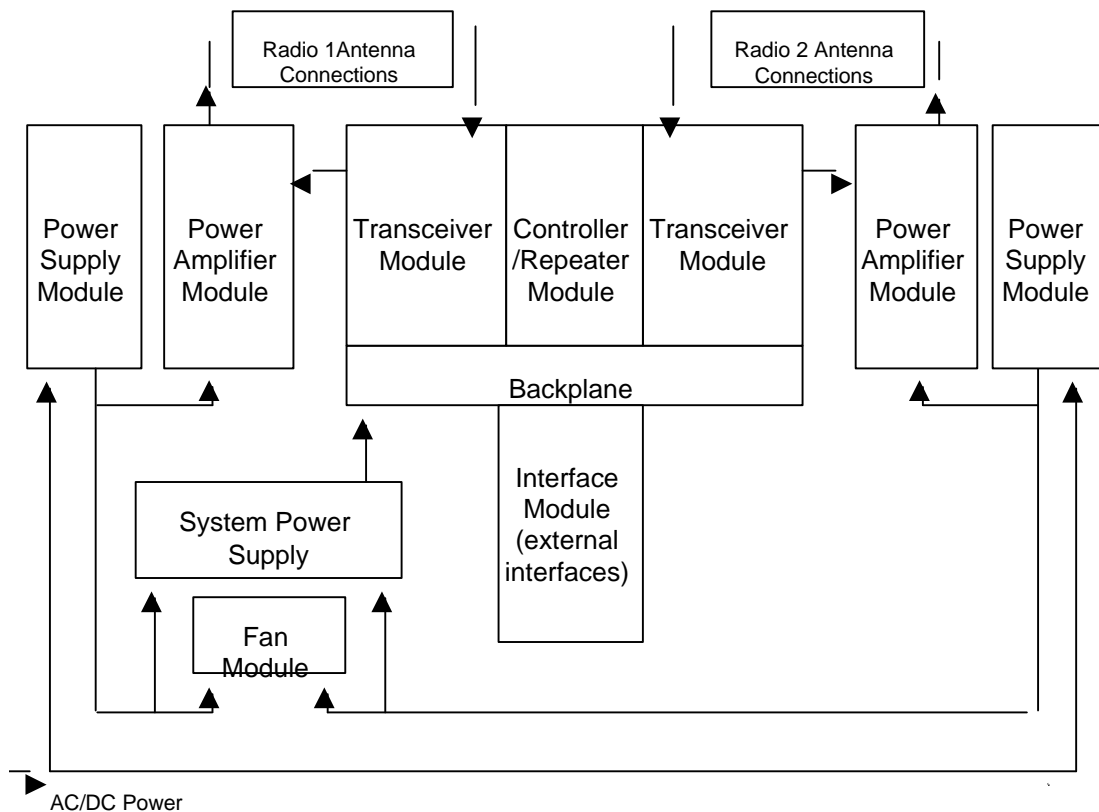 Radio 1Antenna
Connections
Radio 2 Antenna
Connections
Power
Supply
Module
Power
Amplifier
Module
Transceiver
Module
Controller
/Repeater
Module
Transceiver
Module
Power
Amplifier
Module
Power
Supply
Module
Backplane
Interface
Module
(external
interfaces)
System Power
Supply
Fan
Module
AC/DC Power